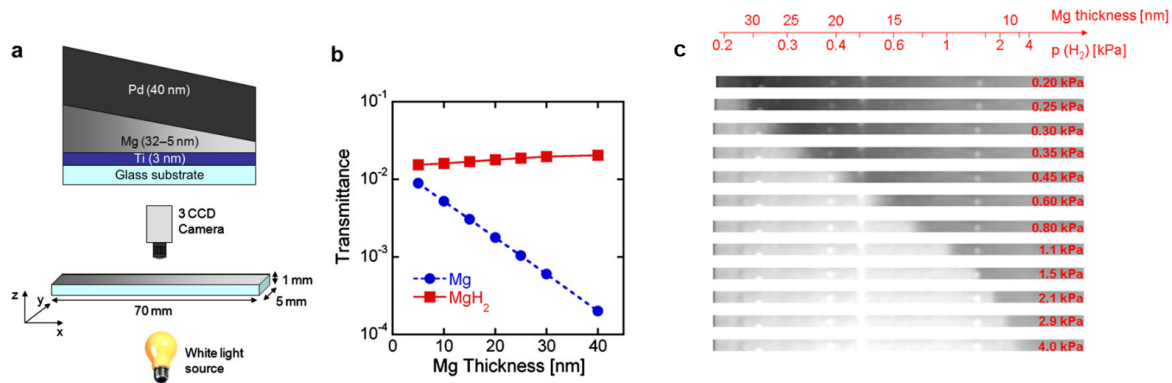 a
Pd (40 nm)
Mg (32–5 nm)
Ti (3 nm)
Glass substrate
3 CCD
Camera
1 mm
5 mm
70 mm
z
y
x
White light
source
b
10⁻¹
10⁻²
10⁻³
10⁻⁴
Transmittance
Mg
MgH₂
0 10 20 30 40
Mg Thickness [nm]
c
30 25 20 15 10 Mg thickness [nm]
0.2 0.3 0.4 0.6 1 2 4 p (H₂) [kPa]
0.20 kPa
0.25 kPa
0.30 kPa
0.35 kPa
0.45 kPa
0.60 kPa
0.80 kPa
1.1 kPa
1.5 kPa
2.1 kPa
2.9 kPa
4.0 kPa